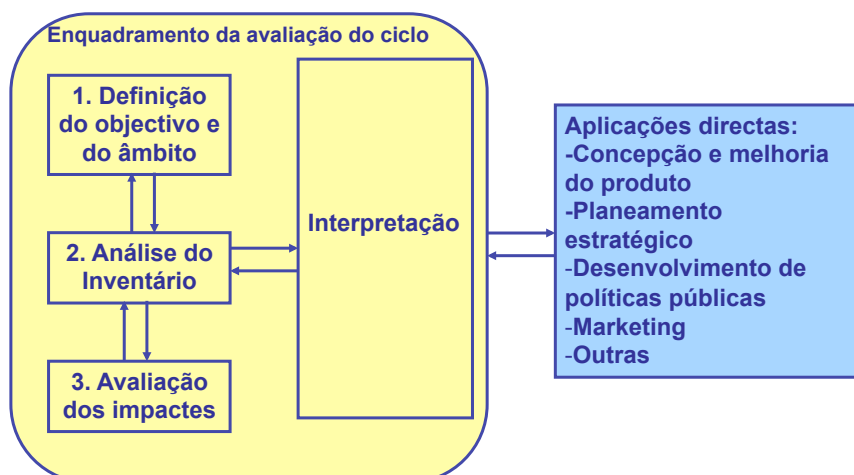 Enquadramento da avaliação do ciclo
1. Definição
do objectivo e
do âmbito
2. Análise do
Inventário
3. Avaliação
dos impactes
Interpretação
Aplicações directas:
-Concepção e melhoria
do produto
-Planeamento
estratégico
-Desenvolvimento de
políticas públicas
-Marketing
-Outras